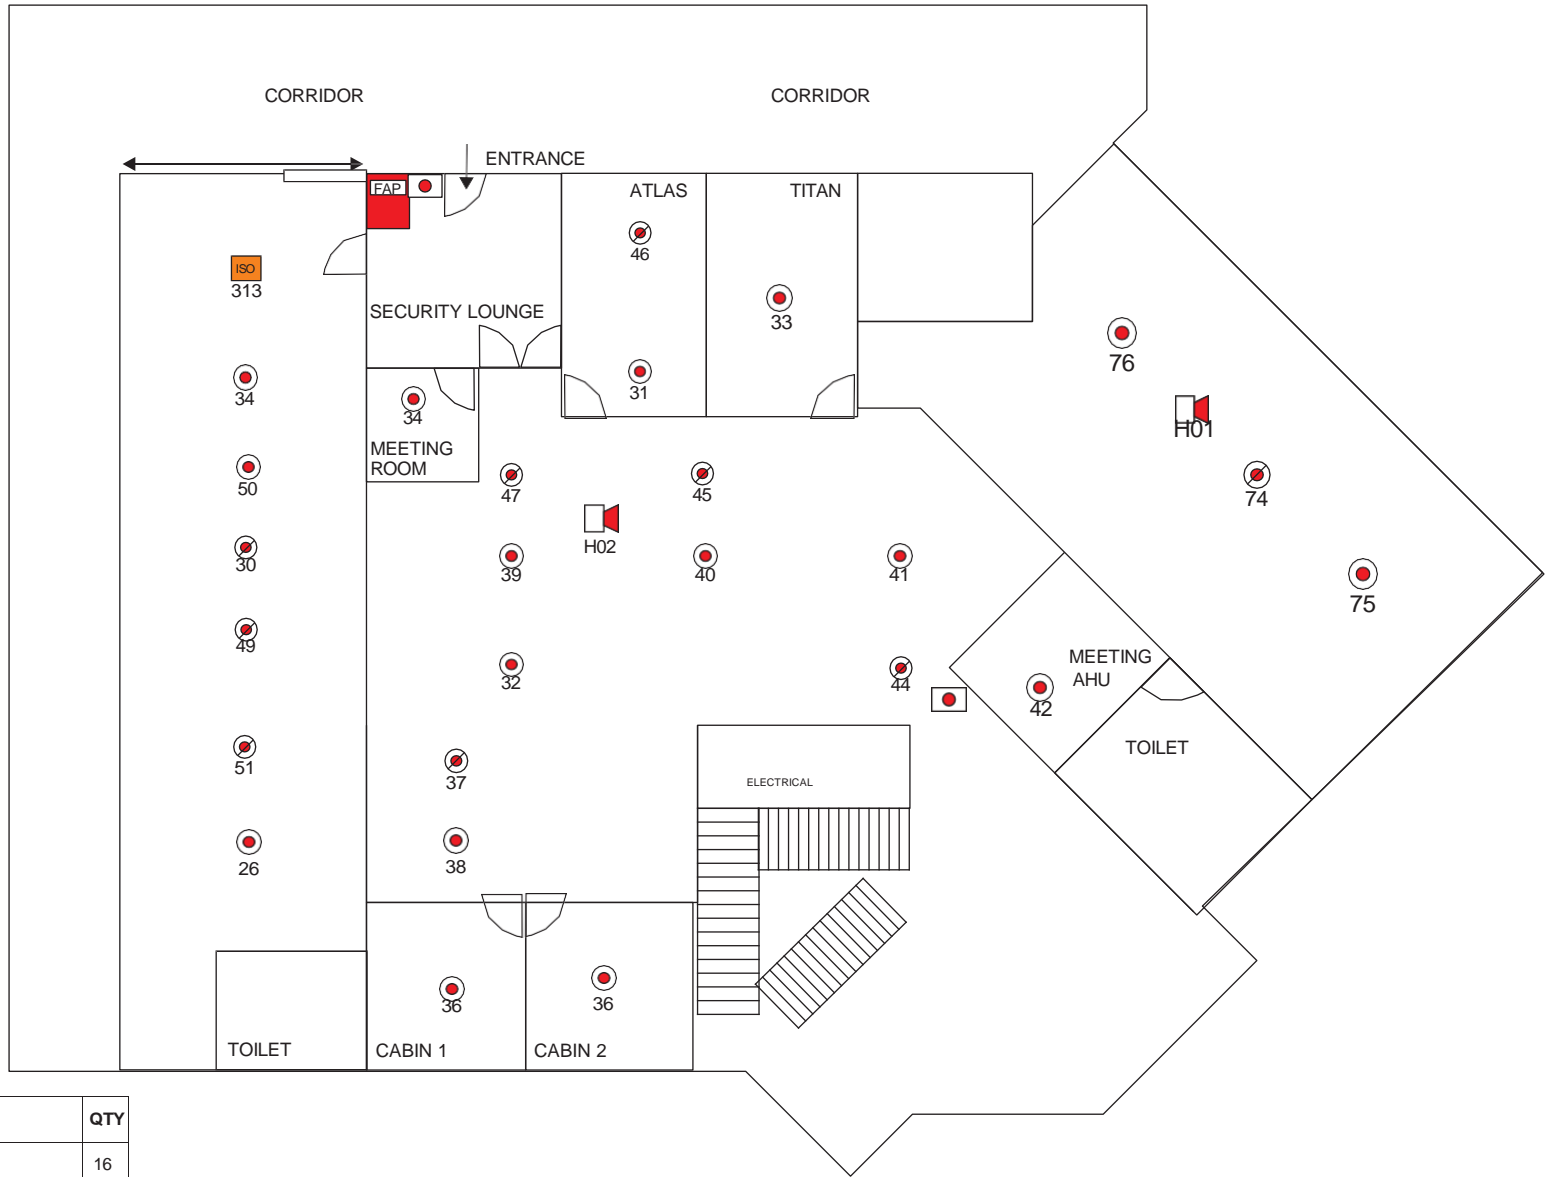 CORRIDOR
CORRIDOR
ENTRANCE
FAP
ATLAS
TITAN
46
ISO
313
SECURITY LOUNGE
33
76
34
31
34
H01
MEETING
ROOM
50
47
45
74
H02
30
39
40
41
75
49
32
44
MEETING
AHU
42
TOILET
51
37
ELECTRICAL
26
38
36
36
TOILET
CABIN 1
CABIN 2
QTY
16